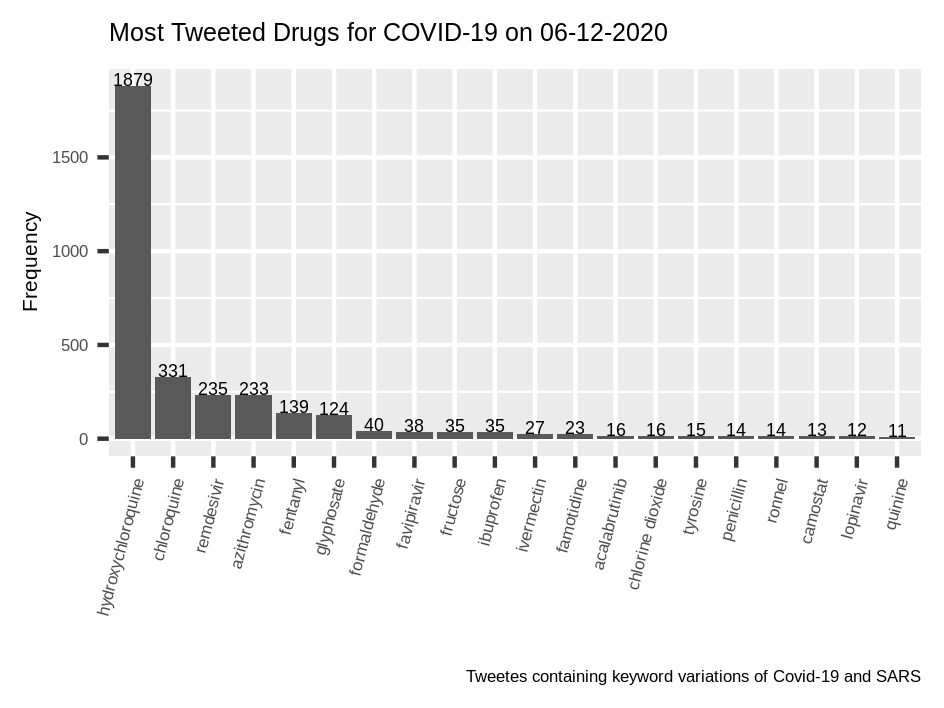 Most Tweeted Drugs for COVID-19 on 06-12-2020
Frequency
1500
1000
500
0
1879
331
235
233
139
124
40
38
35
35
27
23
16
16
15
14
14
13
12
11
hydroxychloroquine
chloroquine
remdesivir
azithromycin
fentanyl
glyphosate
formaldehyde
favipiravir
fructose
ibuprofen
ivermectin
famotidine
acalabrutinib
chlorine dioxide
tyrosine
penicillin
ronnel
camostat
lopinavir
quinine
Tweetes containing keyword variations of Covid-19 and SARS